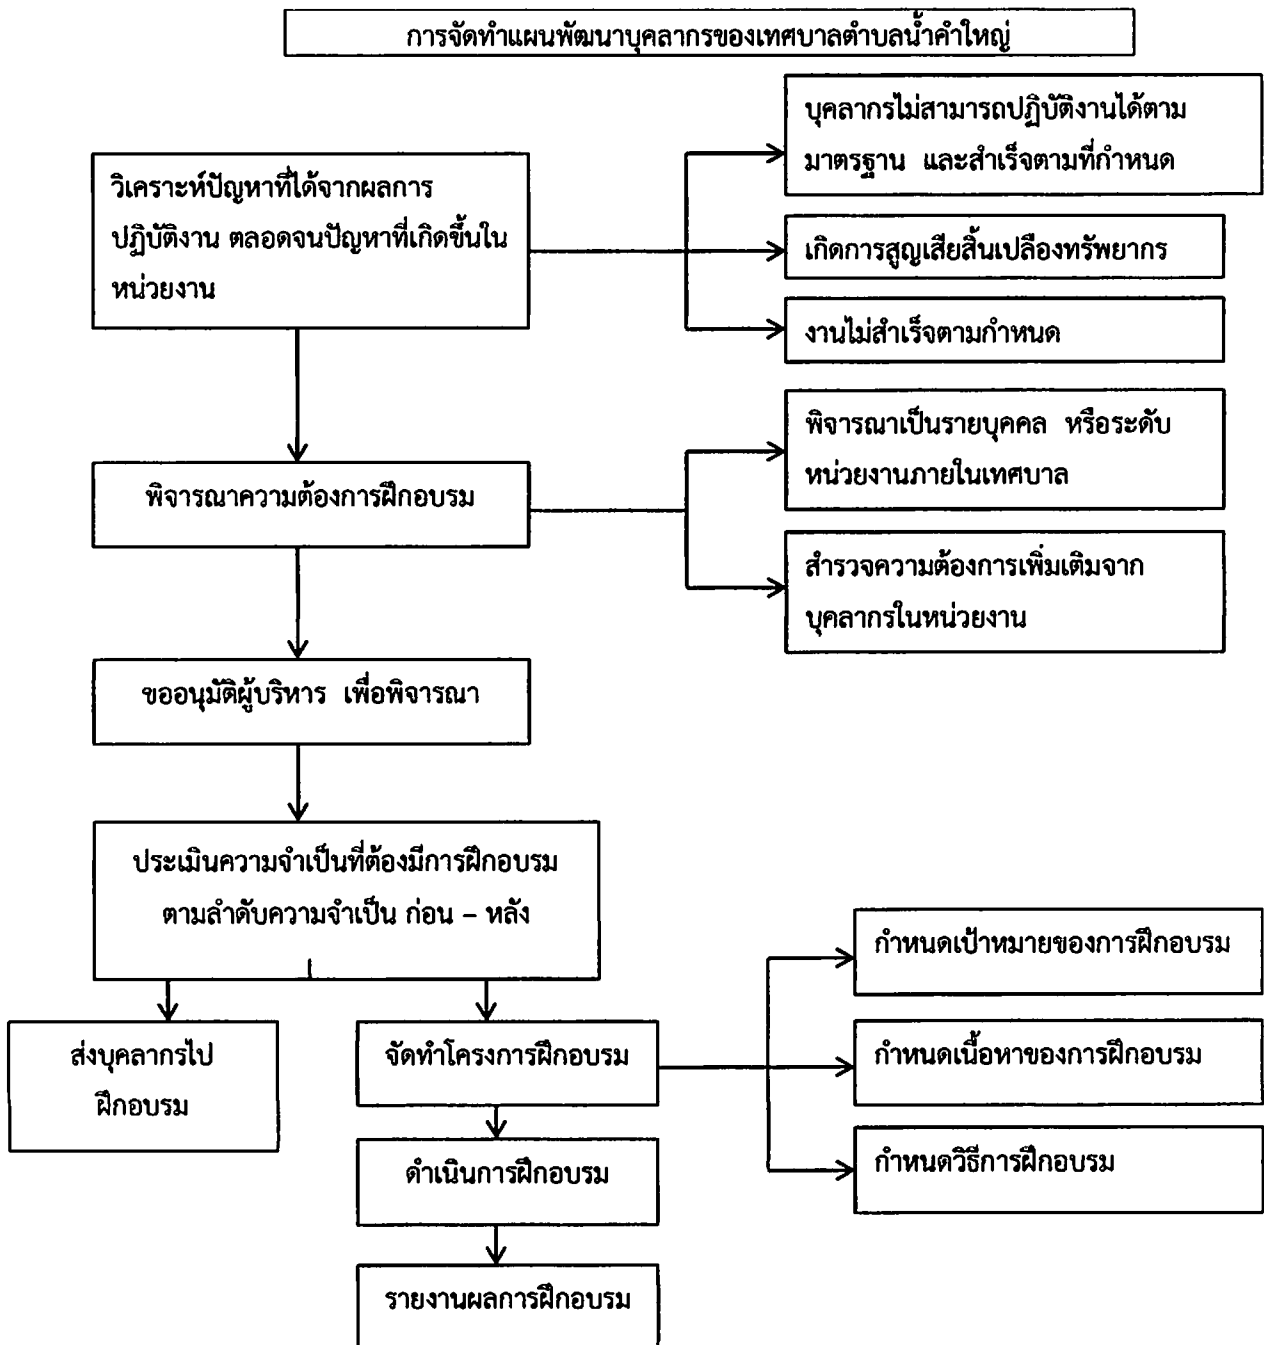 การจัดทำแผนพัฒนาบุคลากรของเทศบาลตำบลน้ำคำใหญ่
บุคลากรไม่สามารถปฏิบัติงานได้ตาม
มาตรฐาน และสำเร็จตามที่กำหนด
วิเคราะห์ปัญหาที่ได้จากผลการ
ปฏิบัติงาน ตลอดจนปัญหาที่เกิดขึ้นใน
หน่วยงาน
เกิดการสูญเสียสิ้นเปลืองทรัพยากร
งานไม่สำเร็จตามกำหนด
พิจารณาความต้องการฝึกอบรม
พิจารณาเป็นรายบุคคล หรือระดับ
หน่วยงานภายในเทศบาล
สำรวจความต้องการเพิ่มเติมจาก
บุคลากรในหน่วยงาน
ขออนุมัติผู้บริหาร เพื่อพิจารณา
ประเมินความจำเป็นที่ต้องมีการฝึกอบรม
ตามลำดับความจำเป็น ก่อน – หลัง
ส่งบุคลากรไป
ฝึกอบรม
จัดทำโครงการฝึกอบรม
กำหนดเป้าหมายของการฝึกอบรม
กำหนดเนื้อหาของการฝึกอบรม
กำหนดวิธีการฝึกอบรม
ดำเนินการฝึกอบรม
รายงานผลการฝึกอบรม